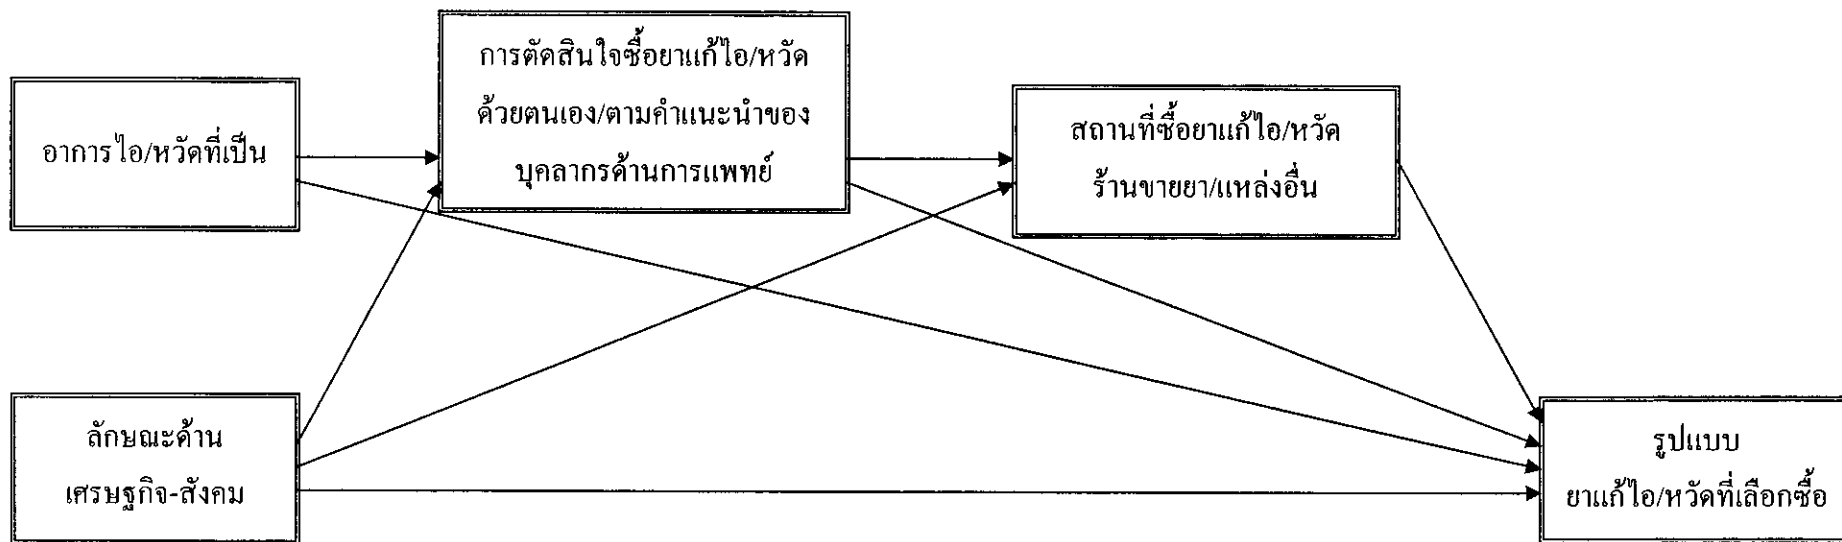 การตัดสินใจซื้อยาแก้ไอ/หวัด
ด้วยตนเอง/ตามคำแนะนำของ
บุคลากรด้านการแพทย์
อาการไอ/หวัดที่เป็น
สถานที่ซื้อยาแก้ไอ/หวัด
ร้านขายยา/แหล่งอื่น
ลักษณะด้าน
เศรษฐกิจ-สังคม
รูปแบบ
ยาแก้ไอ/หวัดที่เลือกซื้อ